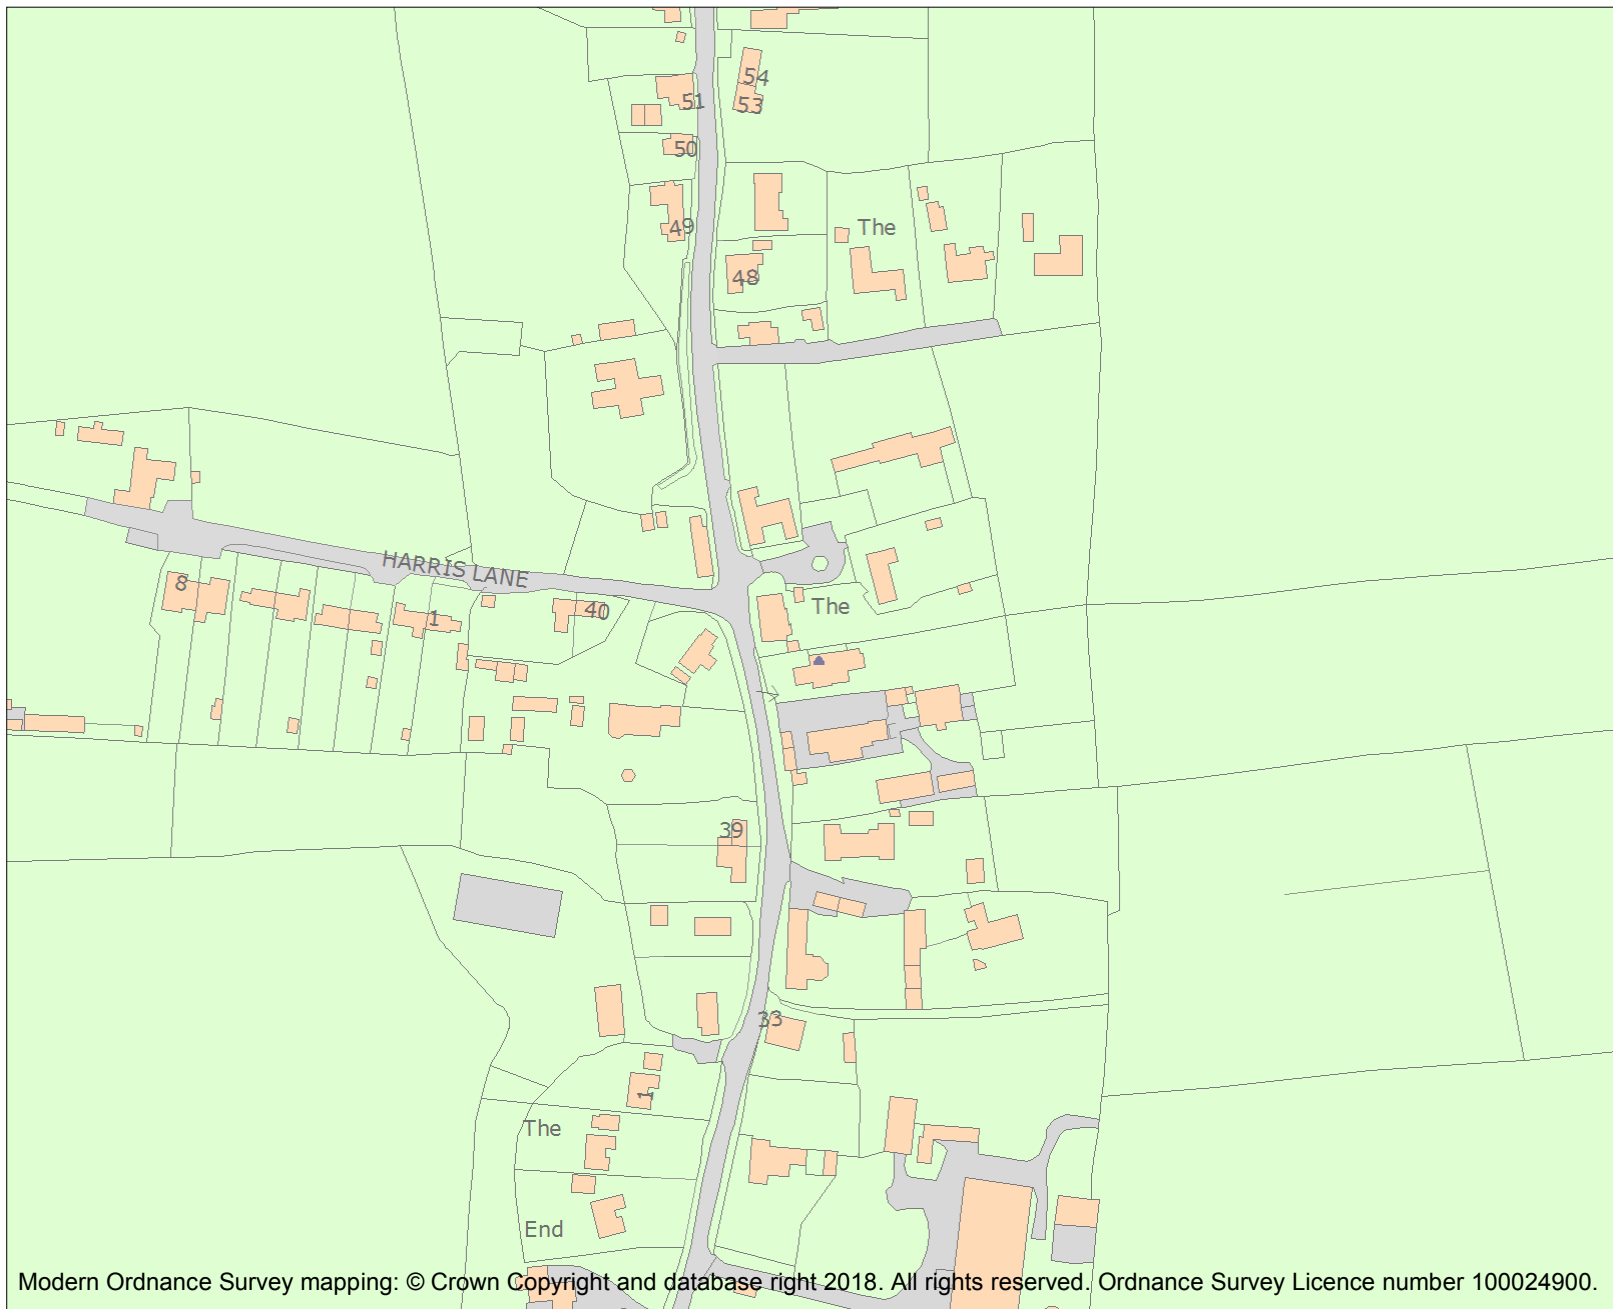 54
51
53
50
The
49
48
HARRIS LANE
8
40
The
1
39
33
1
The
End
Modern Ordnance Survey mapping: © Crown Copyright and database right 2018. All rights reserved. Ordnance Survey Licence number 100024900.